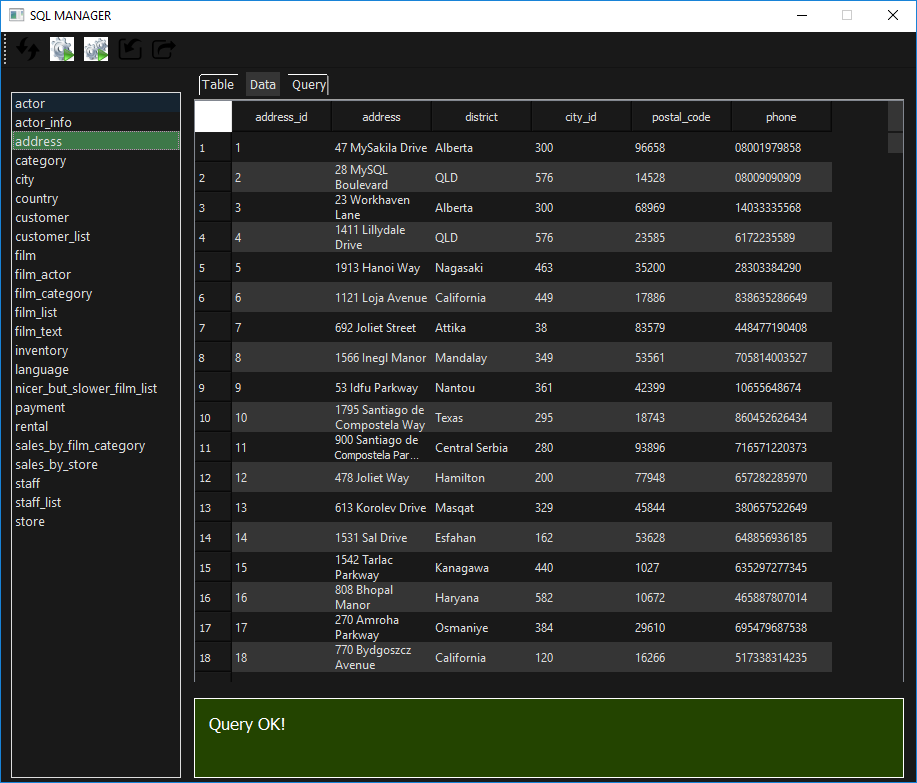 SQL MANAGER
Table Data Query
actor
actor_info
address
category
city
country
customer
customer_list
film
film_actor
film_category
film_list
film_text
inventory
language
nicer_but_slower_film_list
payment
rental
sales_by_film_category
sales_by_store
staff
staff_list
store
address_id address district city_id postal_code phone
1 1 47 MySakila Drive Alberta 300 96658 08001979858
2 2 28 MySQL Boulevard QLD 576 14528 08009090909
3 3 23 Workhaven Lane Alberta 300 68969 14033335568
4 4 1411 Lillydale Drive QLD 576 23585 6172235589
5 5 1913 Hanoi Way Nagasaki 463 35200 28303384290
6 6 1121 Loja Avenue California 449 17886 838635286649
7 7 692 Joliet Street Attika 38 83579 448477190408
8 8 1566 Inegl Manor Mandalay 349 53561 705814003527
9 9 53 Idfu Parkway Nantou 361 42399 10655648674
10 10 1795 Santiago de Compostela Way Texas 295 18743 860452626434
11 11 900 Santiago de Compostela Par... Central Serbia 280 93896 716571220373
12 12 478 Joliet Way Hamilton 200 77948 657282285970
13 13 613 Korolev Drive Masqat 329 45844 380657522649
14 14 1531 Sal Drive Esfahan 162 53628 648856936185
15 15 1542 Tarlac Parkway Kanagawa 440 1027 635297277345
16 16 808 Bhopal Manor Haryana 582 10672 465887807014
17 17 270 Amroha Parkway Osmaniye 384 29610 695479687538
18 18 770 Bydgoszcz Avenue California 120 16266 517338314235
Query OK!